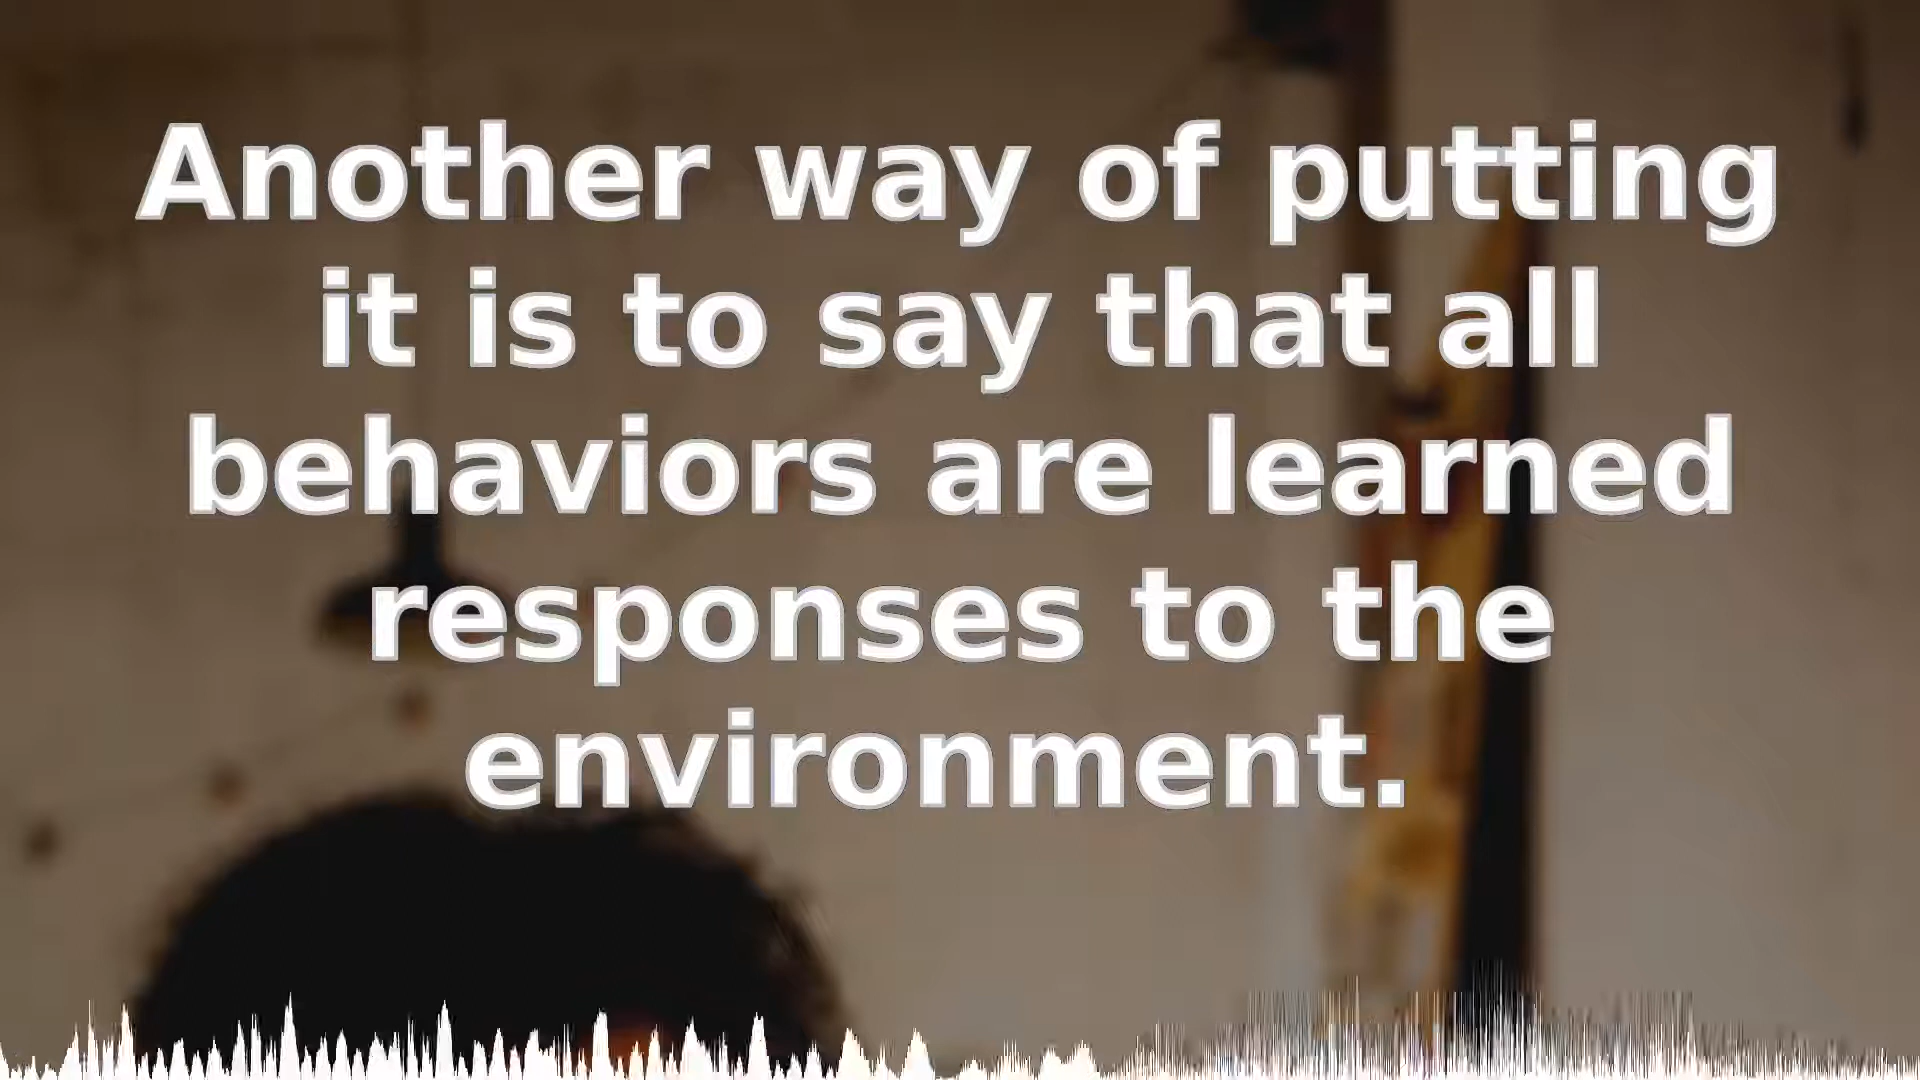 Another way of putting
it is to say that all
behaviors are learned
responses to the
environment.